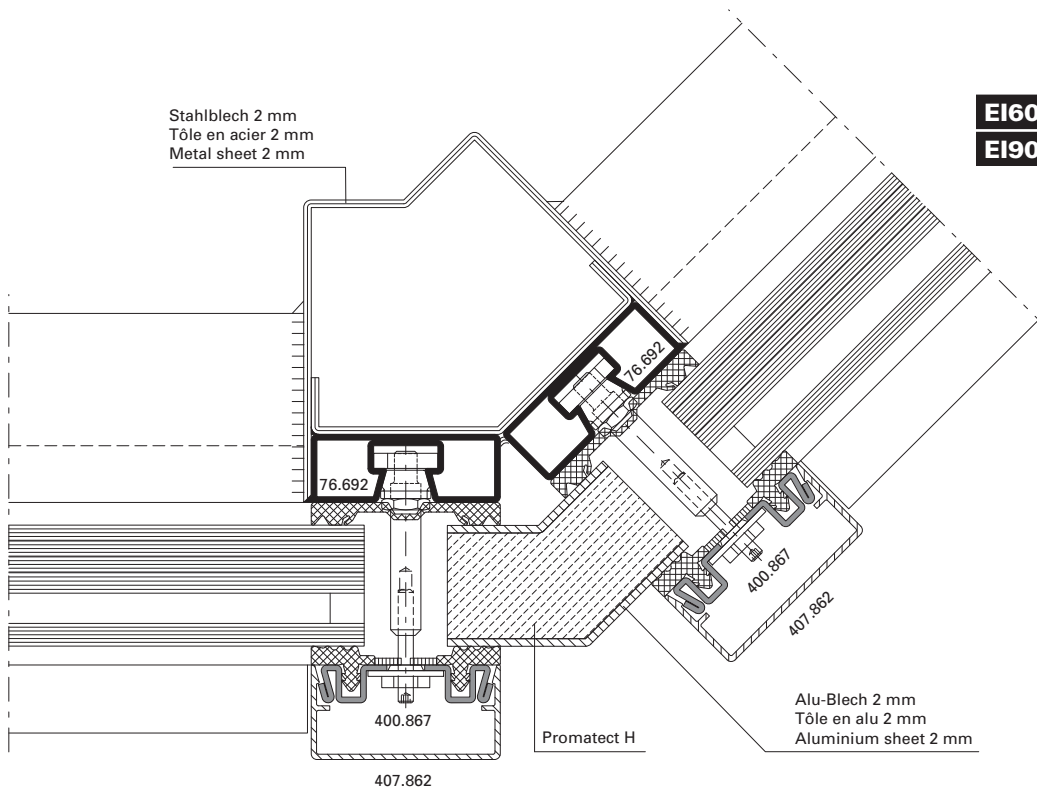 Stahlblech 2 mm
Tôle en acier 2 mm
Metal sheet 2 mm
EI60
EI90
76.692
76.692
400.867
407.862
400.867
407.862
Promatect H
Alu-Blech 2 mm
Tôle en alu 2 mm
Aluminium sheet 2 mm